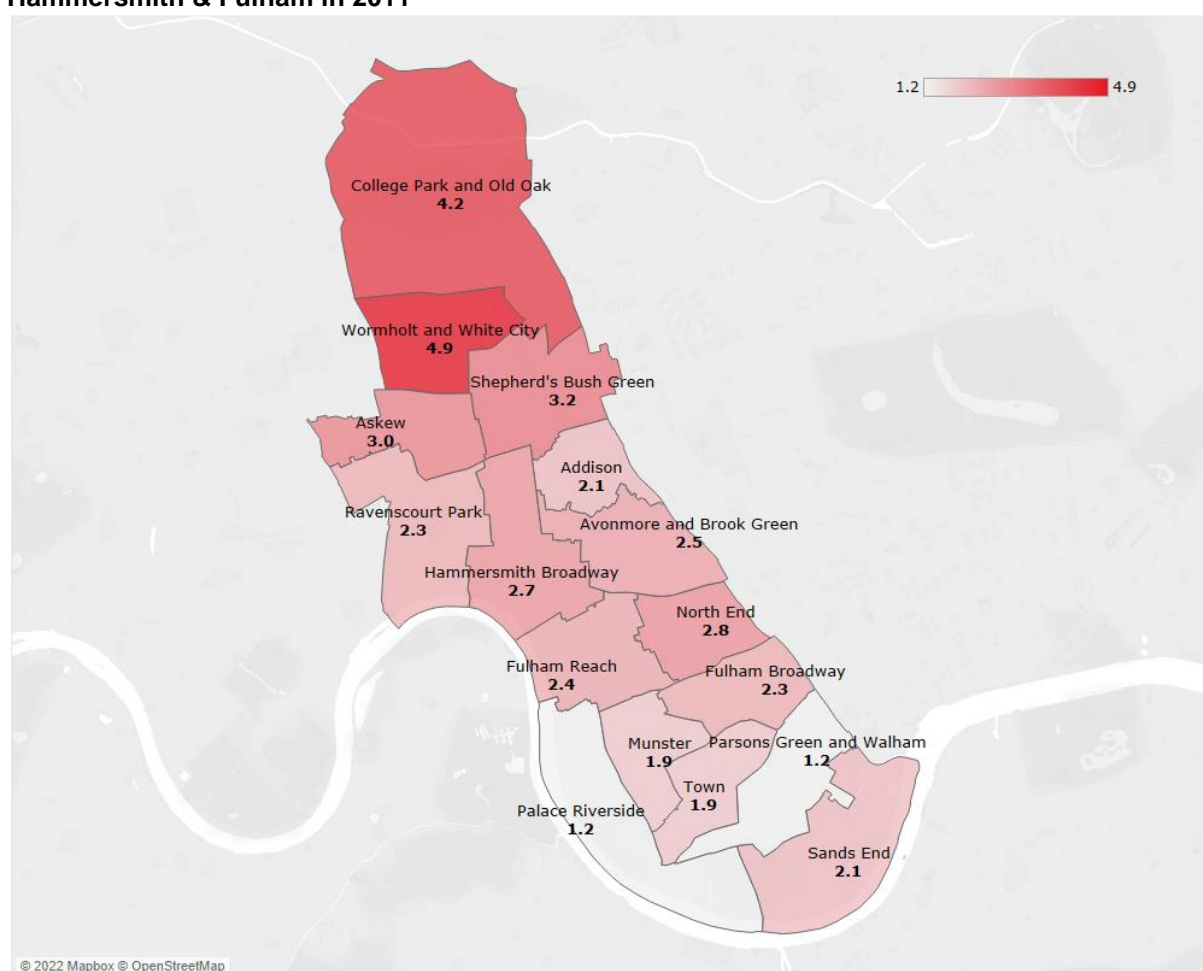 Hammersmith & Fulham in 2011
1.2
4.9
College Park and Old Oak
4.2
Wormholt and White City
4.9
Shepherd's Bush Green
3.2
Askew
3.0
Addison
2.1
Ravenscourt Park
2.3
Avonmore and Brook Green
2.5
Hammersmith Broadway
2.7
North End
2.8
Fulham Reach
2.4
Fulham Broadway
2.3
Munster
1.9
Parsons Green and Walham
1.2
Town
1.9
Palace Riverside
1.2
Sands End
2.1
© 2022 Mapbox © OpenStreetMap